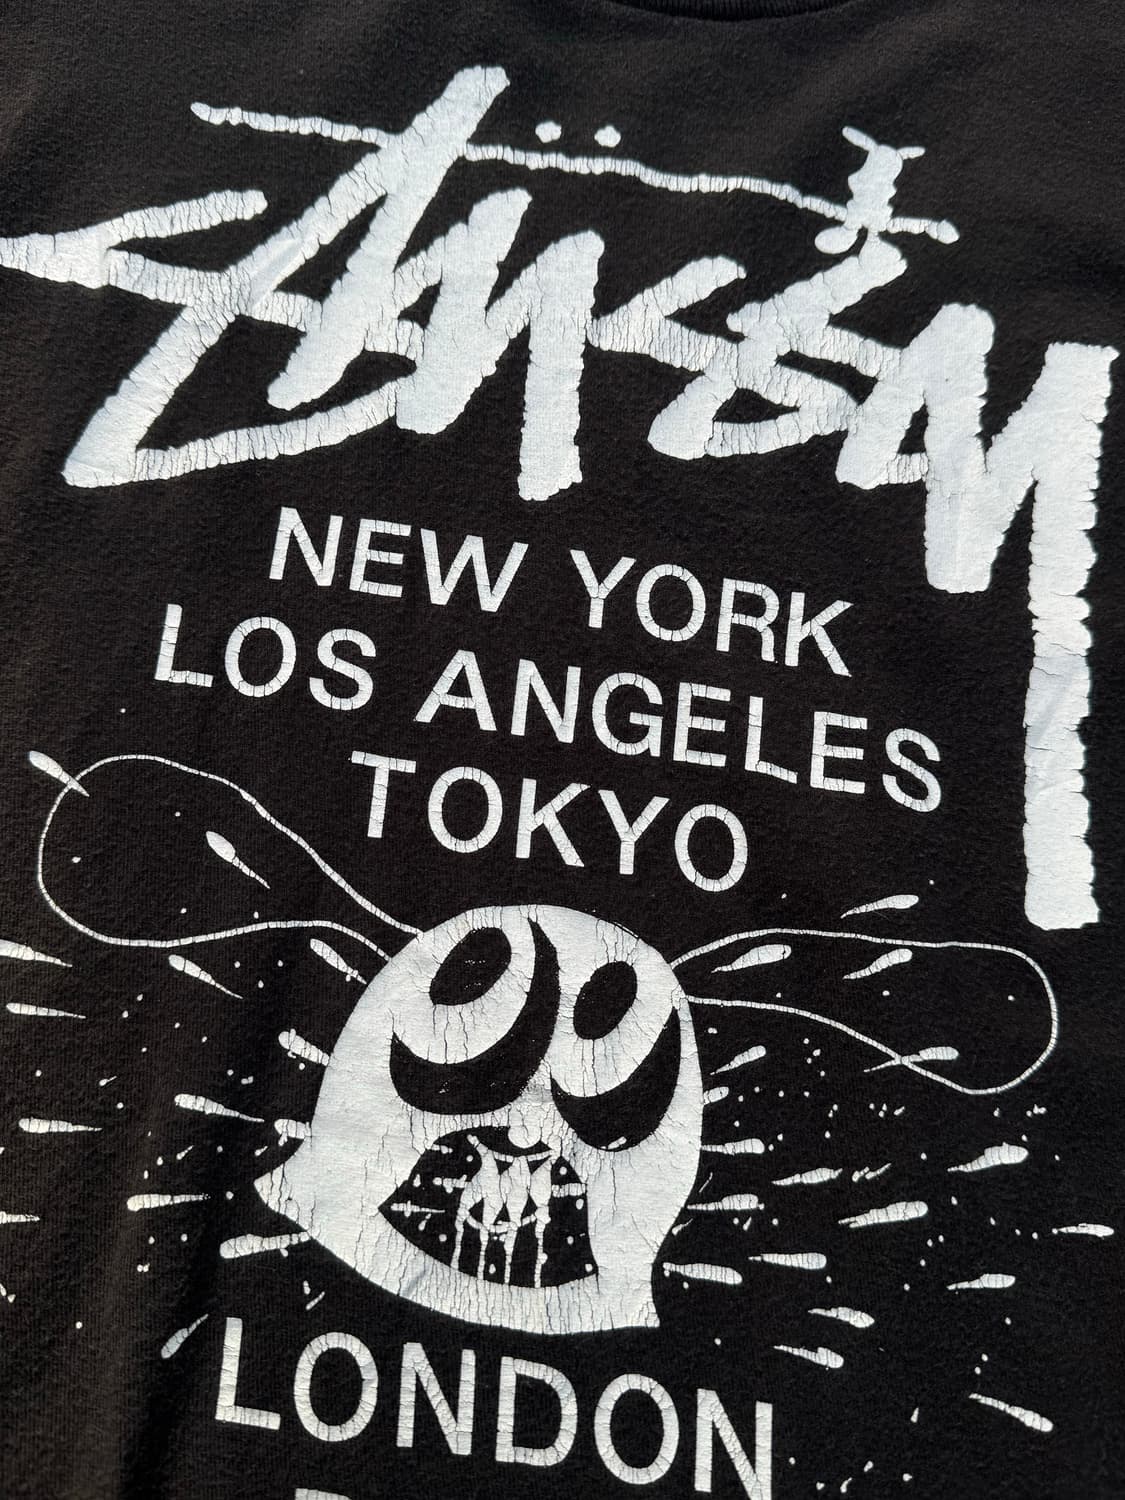 Stüssy
NEW YORK
LOS ANGELES
TOKYO
LONDON